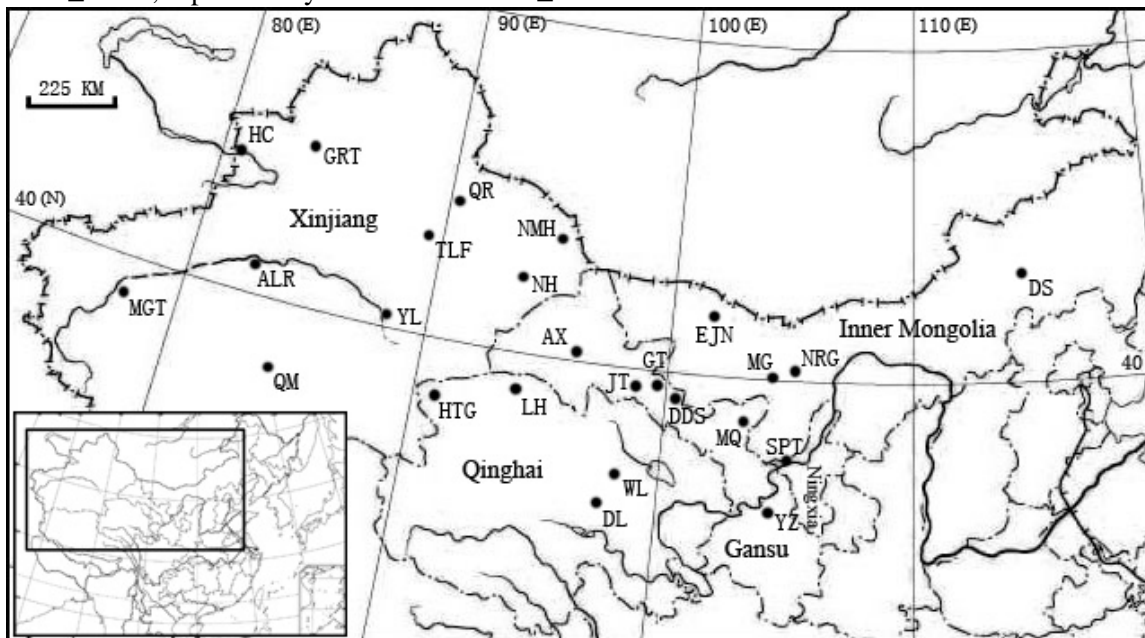 80 (E)
90 (E)
100 (E)
110 (E)
225 KM
HC
GRT
40 (N)
QR
Xinjiang
NMH
TLF
ALR
NH
DS
MGT
YL
EJN
Inner Mongolia
AX
GT
MG
NRG
40
QM
JT
HTG
LH
DDS
MQ
SPT
Qinghai
WL
Ningxia
DL
YZ
Gansu